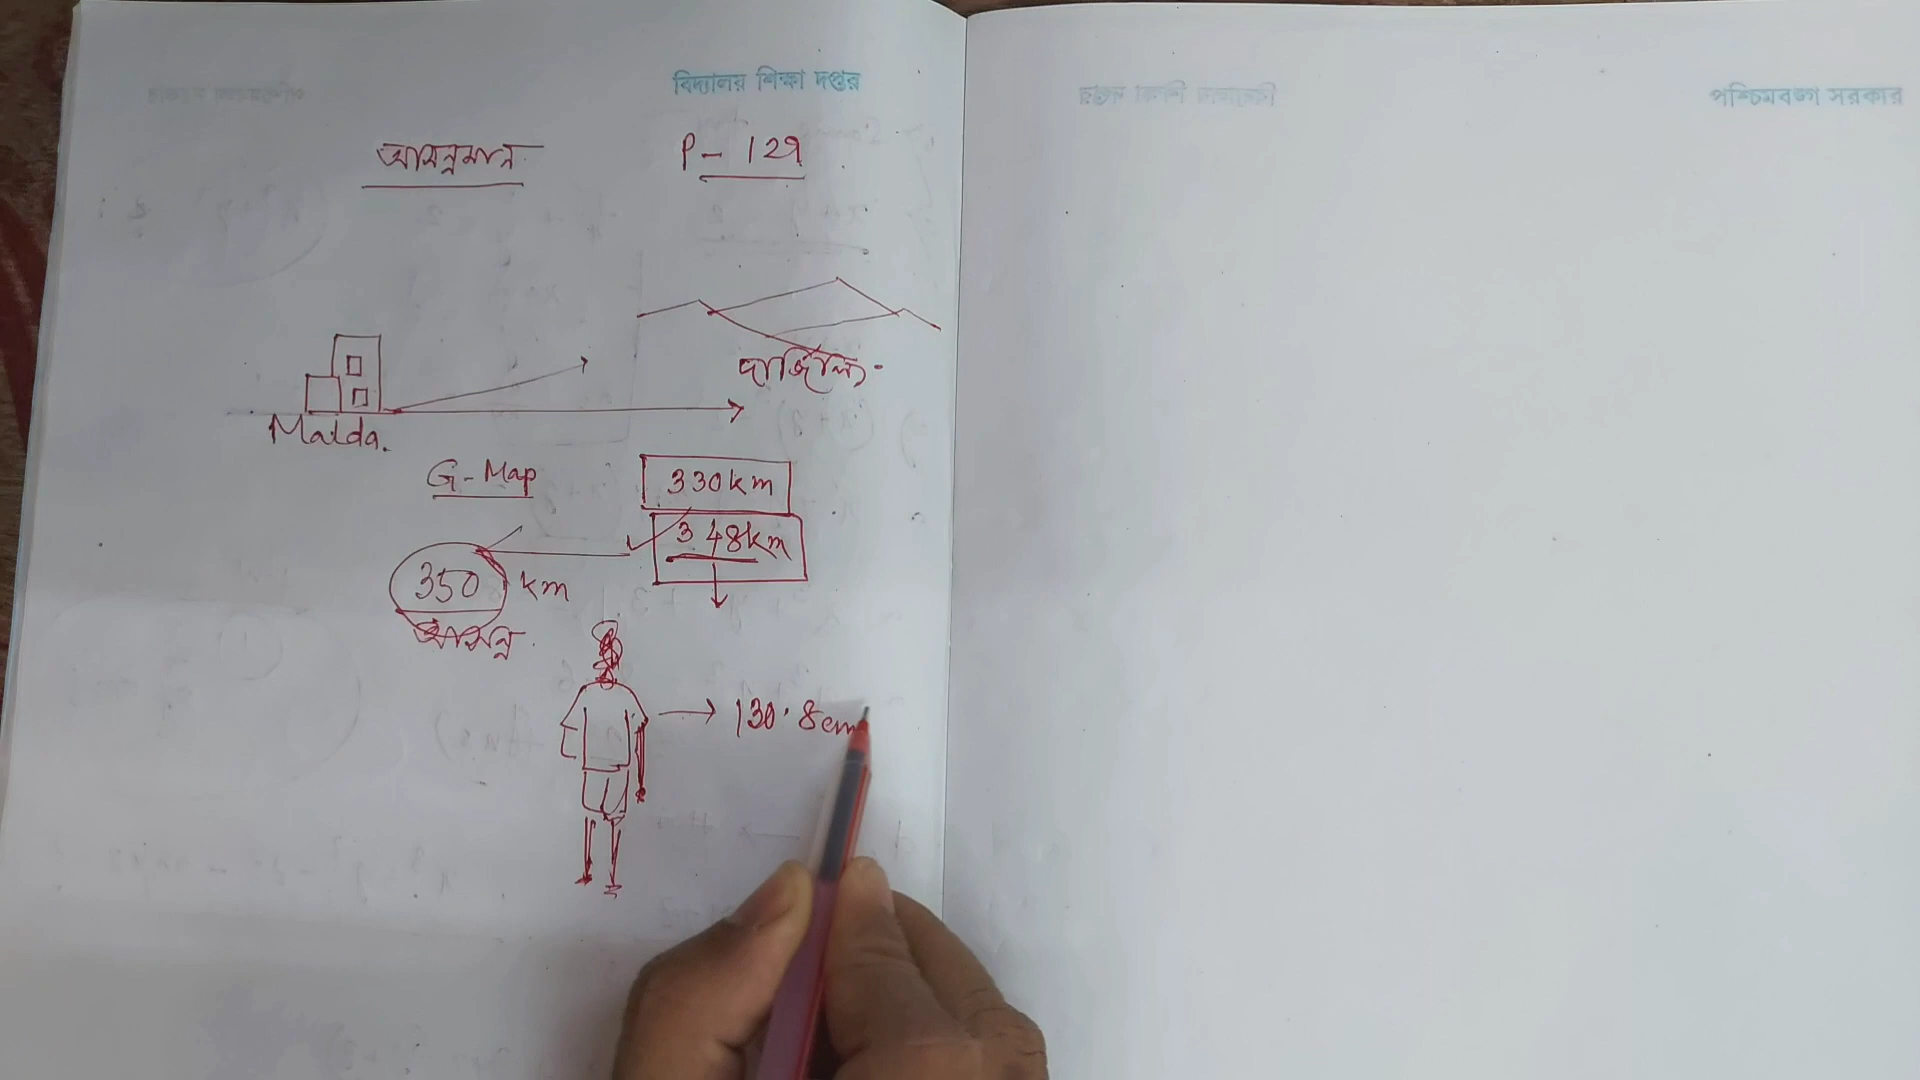 বিদ্যালয় শিক্ষা দপ্তর
পশ্চিমবঙ্গ সরকার
আসন্নমান P - 129
দার্জিলিং
Malda.
G - Map
330 km
348 km
350 km
আসন্ন
130.8 cm